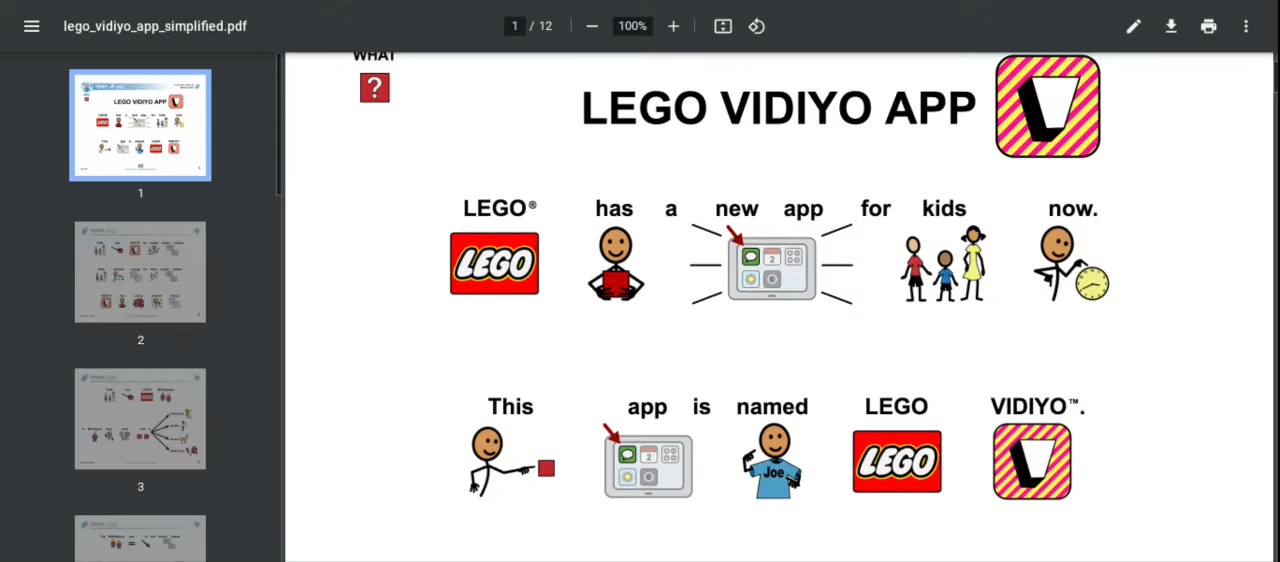 lego_vidiyo_app_simplified.pdf
1 / 12
100%
1
2
3
WHAT
?
LEGO VIDIYO APP
LEGO® has a new app for kids now.
LEGO
2
This app is named LEGO VIDIYO™.
2
Joe
LEGO